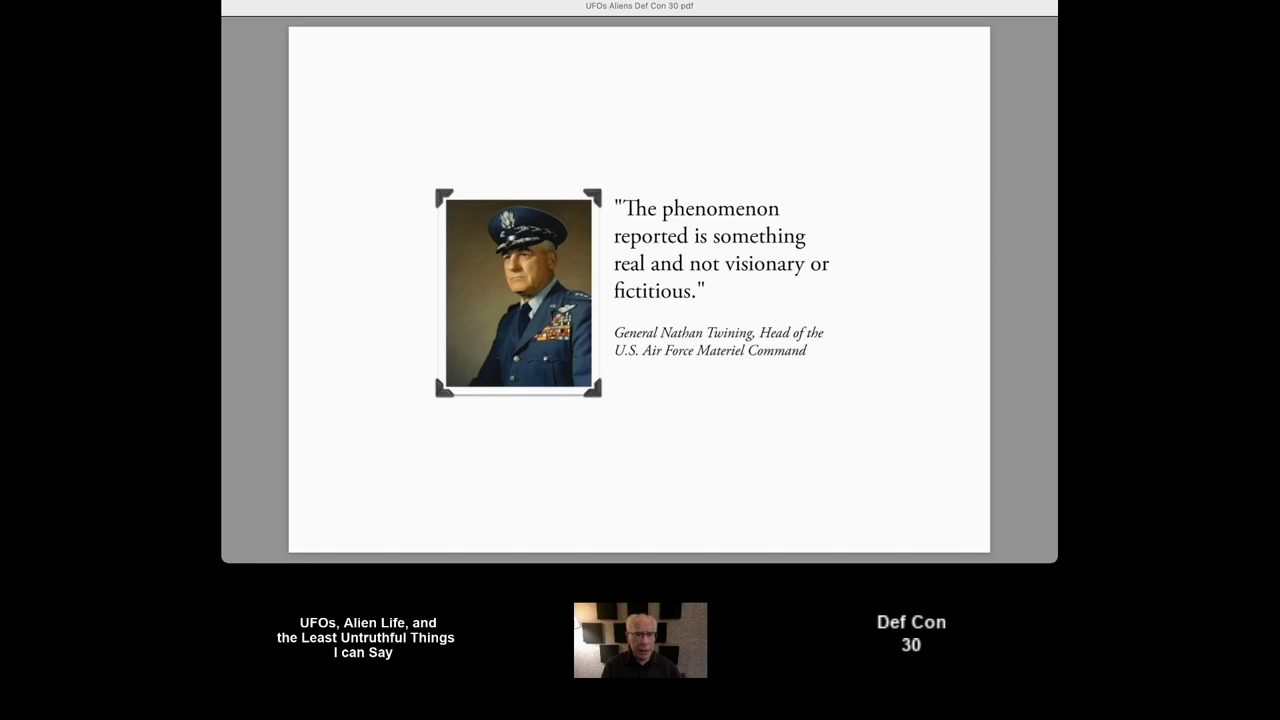 UFOs Aliens Def Con 30 pdf
"The phenomenon
reported is something
real and not visionary or
fictitious."
General Nathan Twining, Head of the
U.S. Air Force Materiel Command
UFOs, Alien Life, and
the Least Untruthful Things
I can Say
Def Con
30